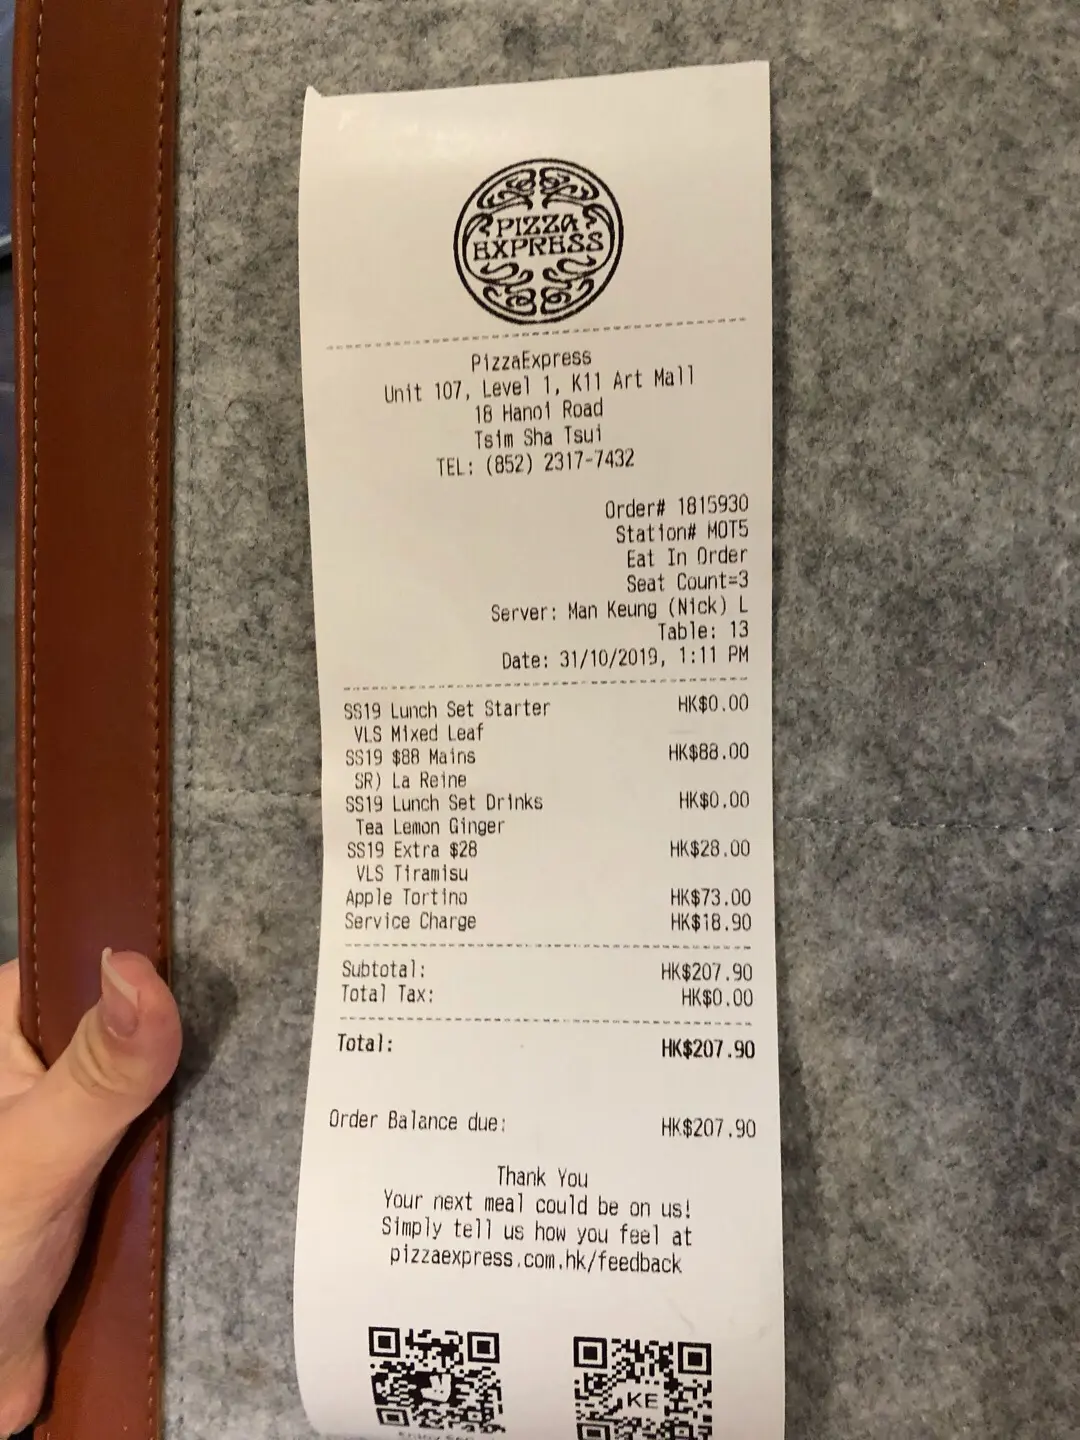 PIZZA
EXPRESS
PizzaExpress
Unit 107, Level 1, K11 Art Mall
18 Hanoi Road
Tsim Sha Tsui
TEL: (852) 2317-7432
Order# 1815930
Station# MOT5
Eat In Order
Seat Count=3
Server: Man Keung (Nick) L
Table: 13
Date: 31/10/2019, 1:11 PM
SS19 Lunch Set Starter HK$0.00
VLS Mixed Leaf
SS19 $88 Mains HK$88.00
SR) La Reine
SS19 Lunch Set Drinks HK$0.00
Tea Lemon Ginger
SS19 Extra $28 HK$28.00
VLS Tiramisu
Apple Tortino HK$73.00
Service Charge HK$18.90
Subtotal: HK$207.90
Total Tax: HK$0.00
Total: HK$207.90
Order Balance due: HK$207.90
Thank You
Your next meal could be on us!
Simply tell us how you feel at
pizzaexpress.com.hk/feedback
KE